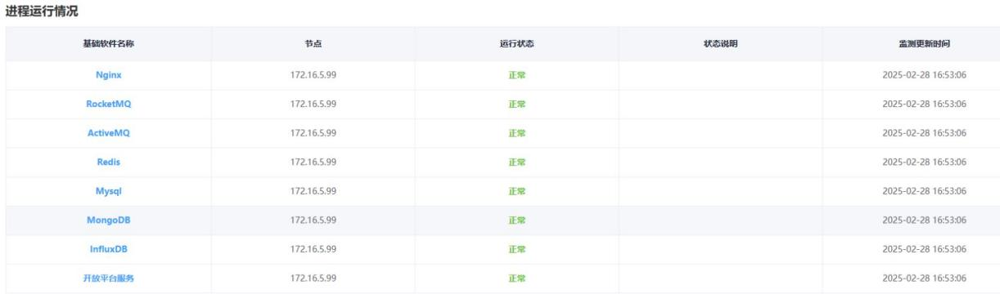 进程运行情况
基础软件名称 节点 运行状态 状态说明 监测更新时间
Nginx 172.16.5.99 正常 2025-02-28 16:53:06
RocketMQ 172.16.5.99 正常 2025-02-28 16:53:06
ActiveMQ 172.16.5.99 正常 2025-02-28 16:53:06
Redis 172.16.5.99 正常 2025-02-28 16:53:06
Mysql 172.16.5.99 正常 2025-02-28 16:53:06
MongoDB 172.16.5.99 正常 2025-02-28 16:53:06
InfluxDB 172.16.5.99 正常 2025-02-28 16:53:06
开放平台服务 172.16.5.99 正常 2025-02-28 16:53:06